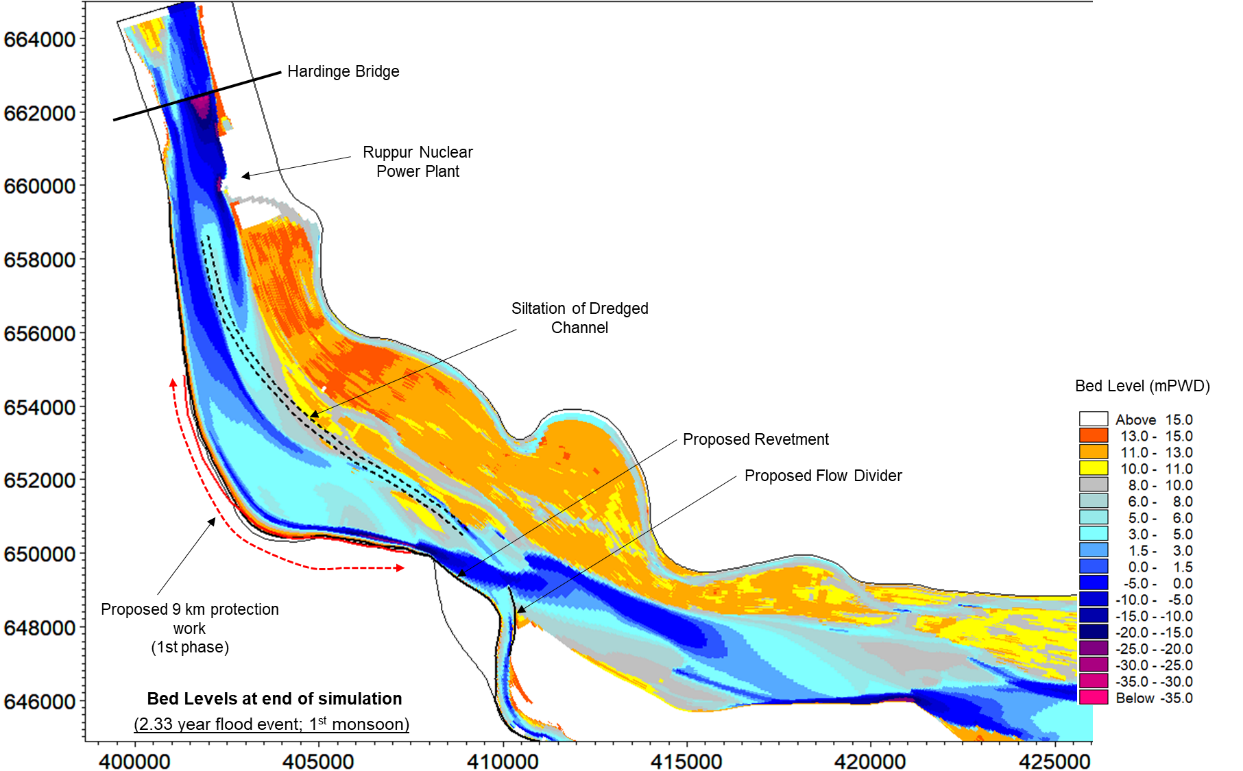 664000
662000
660000
658000
656000
654000
652000
650000
648000
646000
400000
405000
410000
415000
420000
425000
Hardinge Bridge
Ruppur Nuclear
Power Plant
Siltation of Dredged
Channel
Proposed Revetment
Proposed Flow Divider
Proposed 9 km protection
work
(1st phase)
Bed Levels at end of simulation
(2.33 year flood event; 1st monsoon)
Bed Level (mPWD)
Above 15.0
13.0 - 15.0
11.0 - 13.0
10.0 - 11.0
8.0 - 10.0
6.0 - 8.0
5.0 - 6.0
3.0 - 5.0
1.5 - 3.0
0.0 - 1.5
-5.0 - 0.0
-10.0 - -5.0
-15.0 - -10.0
-20.0 - -15.0
-25.0 - -20.0
-30.0 - -25.0
-35.0 - -30.0
Below -35.0